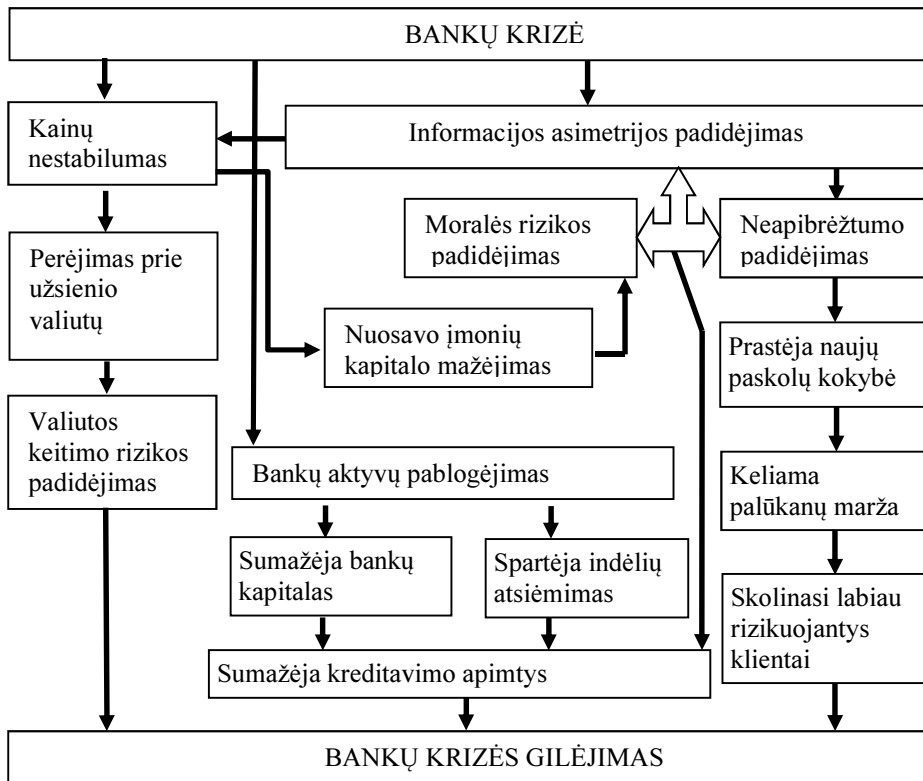 BANKŲ KRIZĖ
Kainų
nestabilumas
Informacijos asimetrijos padidėjimas
Moralės rizikos
padidėjimas
Neapibrėžtumo
padidėjimas
Perėjimas prie
užsienio
valiutų
Nuosavo įmonių
kapitalo mažėjimas
Prastėja naujų
paskolų kokybė
Valiutos
keitimo rizikos
padidėjimas
Bankų aktyvų pablogėjimas
Keliama
palūkanų marža
Sumažėja bankų
kapitalas
Spartėja indėlių
atsiėmimas
Skolinasi labiau
rizikuojantys
klientai
Sumažėja kreditavimo apimtys
BANKŲ KRIZĖS GILĖJIMAS